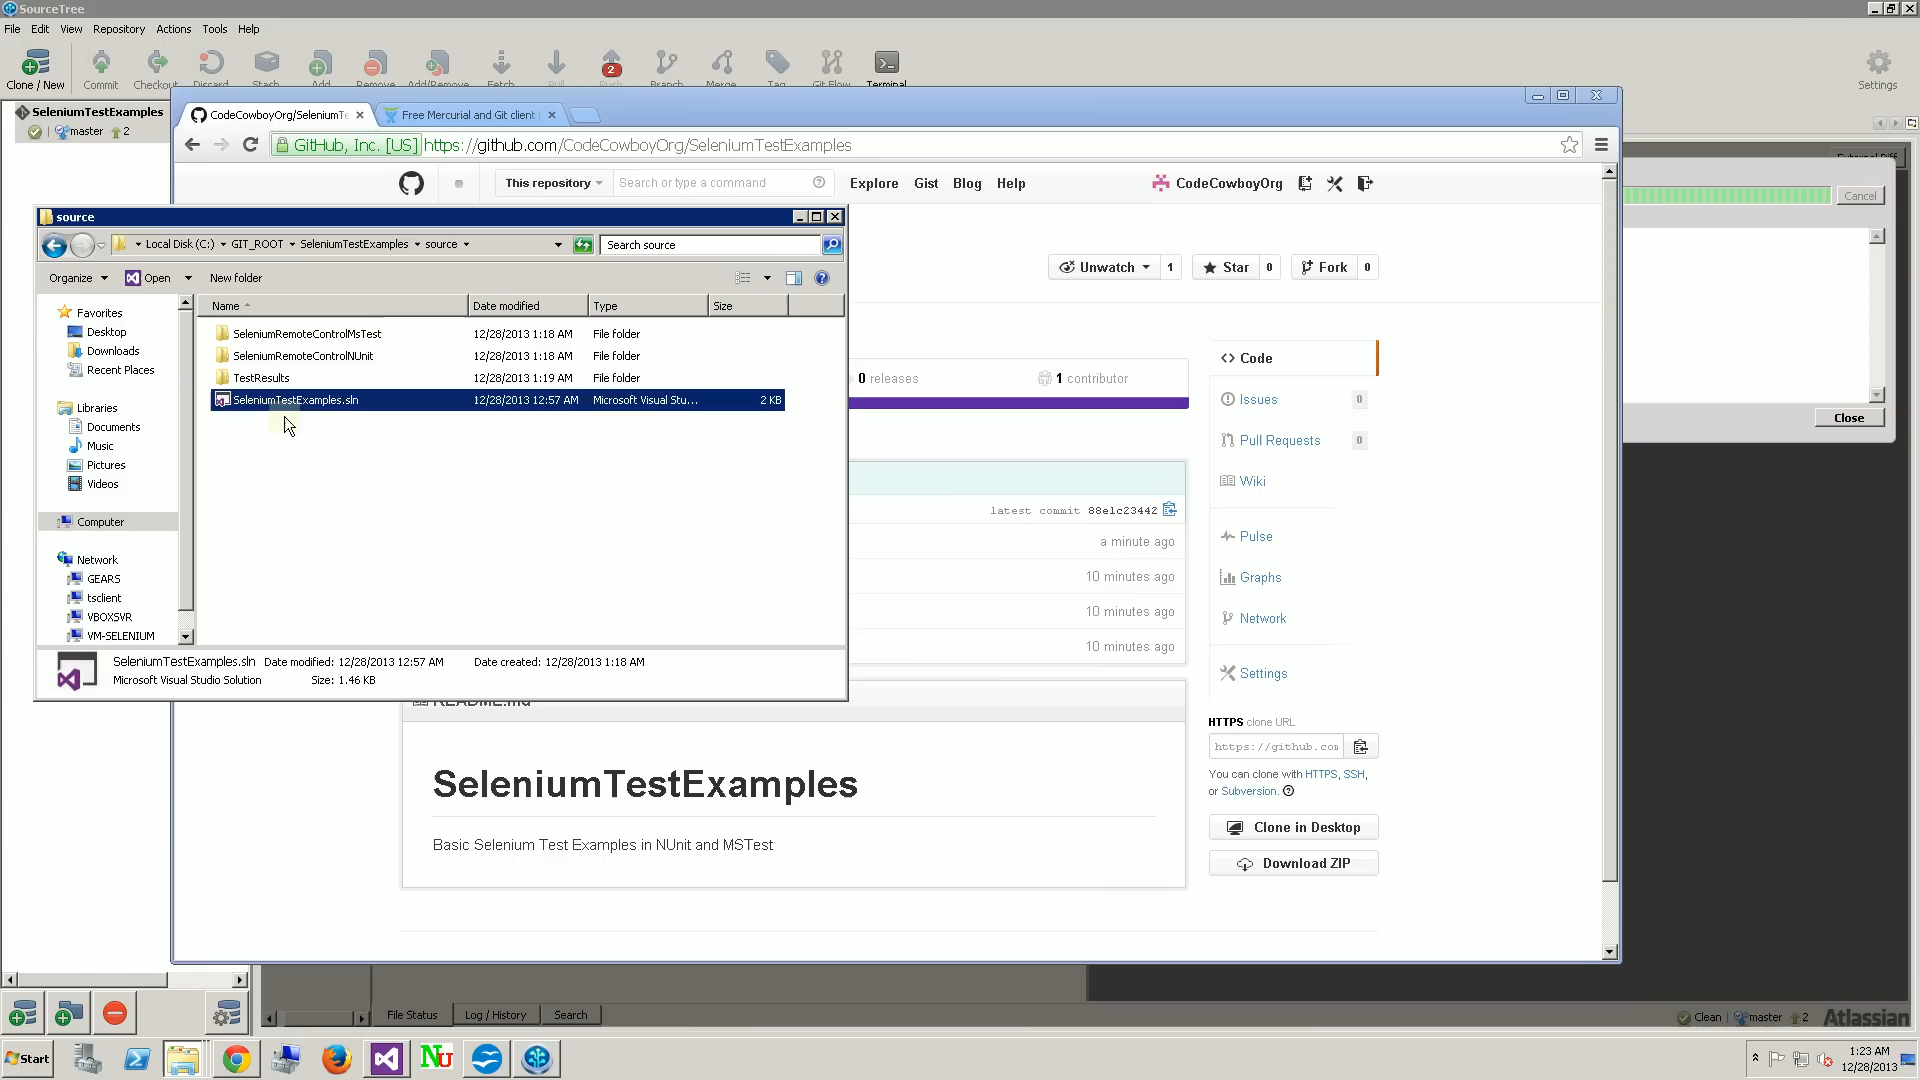 SourceTree
File Edit View Repository Actions Tools Help
Clone / New Commit Checkout Discard Stash Add Remove Add/Remove Fetch Pull Push Branch Merge Tag Git Flow Terminal Settings
2
SeleniumTestExamples
master 2
CodeCowboyOrg/SeleniumTe
Free Mercurial and Git client
GitHub, Inc. [US] https://github.com/CodeCowboyOrg/SeleniumTestExamples
This repository Search or type a command Explore Gist Blog Help CodeCowboyOrg
External Diff
Cancel
source
Local Disk (C:) GIT_ROOT SeleniumTestExamples source Search source
Organize Open New folder
Name Date modified Type Size
SeleniumRemoteControlMsTest 12/28/2013 1:18 AM File folder
SeleniumRemoteControlNUnit 12/28/2013 1:18 AM File folder
TestResults 12/28/2013 1:19 AM File folder
SeleniumTestExamples.sln 12/28/2013 12:57 AM Microsoft Visual Stu... 2 KB
Favorites
Desktop
Downloads
Recent Places
Libraries
Documents
Music
Pictures
Videos
Computer
Network
GEARS
tsclient
VBOXSVR
VM-SELENIUM
SeleniumTestExamples.sln Date modified: 12/28/2013 12:57 AM Date created: 12/28/2013 1:18 AM
Microsoft Visual Studio Solution Size: 1.46 KB
Unwatch 1 Star 0 Fork 0
0 releases 1 contributor
latest commit 88e1c23442
a minute ago
10 minutes ago
10 minutes ago
10 minutes ago
Code
Issues 0
Pull Requests 0
Wiki
Pulse
Graphs
Network
Settings
HTTPS clone URL
https://github.com
You can clone with HTTPS, SSH,
or Subversion.
Clone in Desktop
Download ZIP
Close
README.md
SeleniumTestExamples
Basic Selenium Test Examples in NUnit and MSTest
File Status Log / History Search
Clean master 2 Atlassian
Start
Nu
1:23 AM
12/28/2013